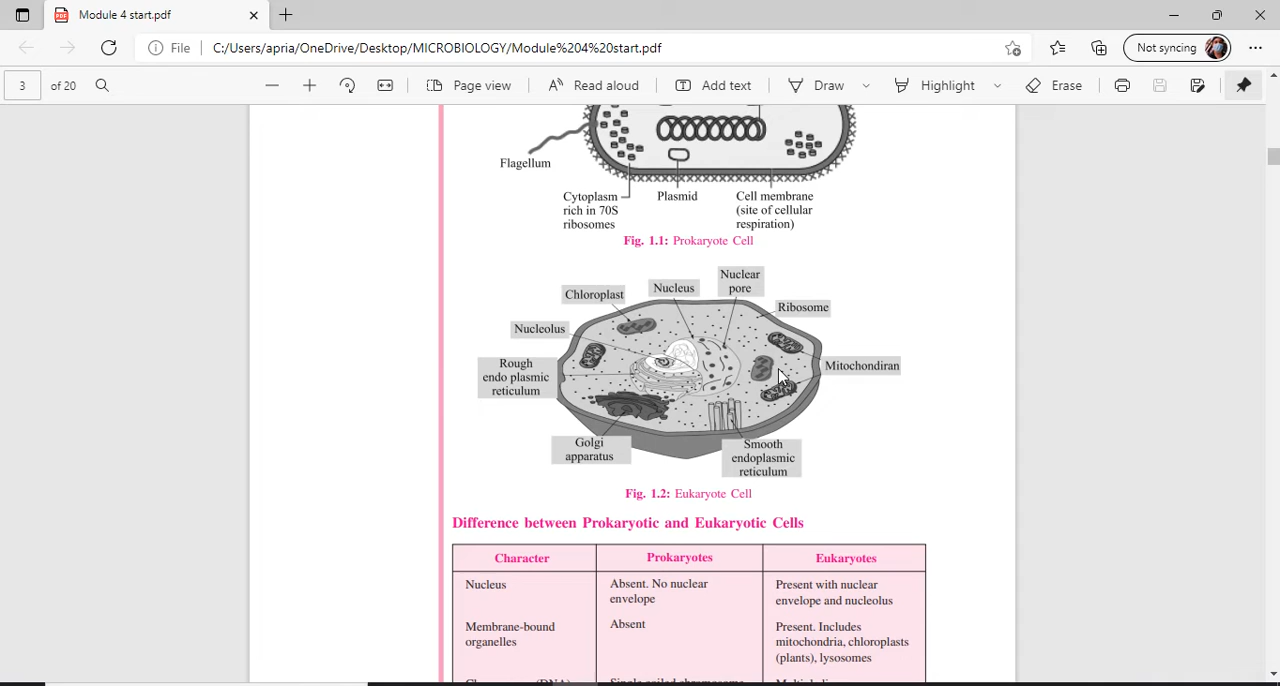 Module 4 start.pdf
File
C:/Users/apria/OneDrive/Desktop/MICROBIOLOGY/Module%204%20start.pdf
Not syncing
3
of 20
Page view
Read aloud
Add text
Draw
Highlight
Erase
Flagellum
Cytoplasm
rich in 70S
ribosomes
Plasmid
Cell membrane
(site of cellular
respiration)
Fig. 1.1: Prokaryote Cell
Nuclear
pore
Nucleus
Chloroplast
Ribosome
Nucleolus
Rough
endo plasmic
reticulum
Mitochondiran
Golgi
apparatus
Smooth
endoplasmic
reticulum
Fig. 1.2: Eukaryote Cell
Difference between Prokaryotic and Eukaryotic Cells
Character
Prokaryotes
Eukaryotes
Nucleus
Absent. No nuclear
envelope
Present with nuclear
envelope and nucleolus
Membrane-bound
organelles
Absent
Present. Includes
mitochondria, chloroplasts
(plants), lysosomes